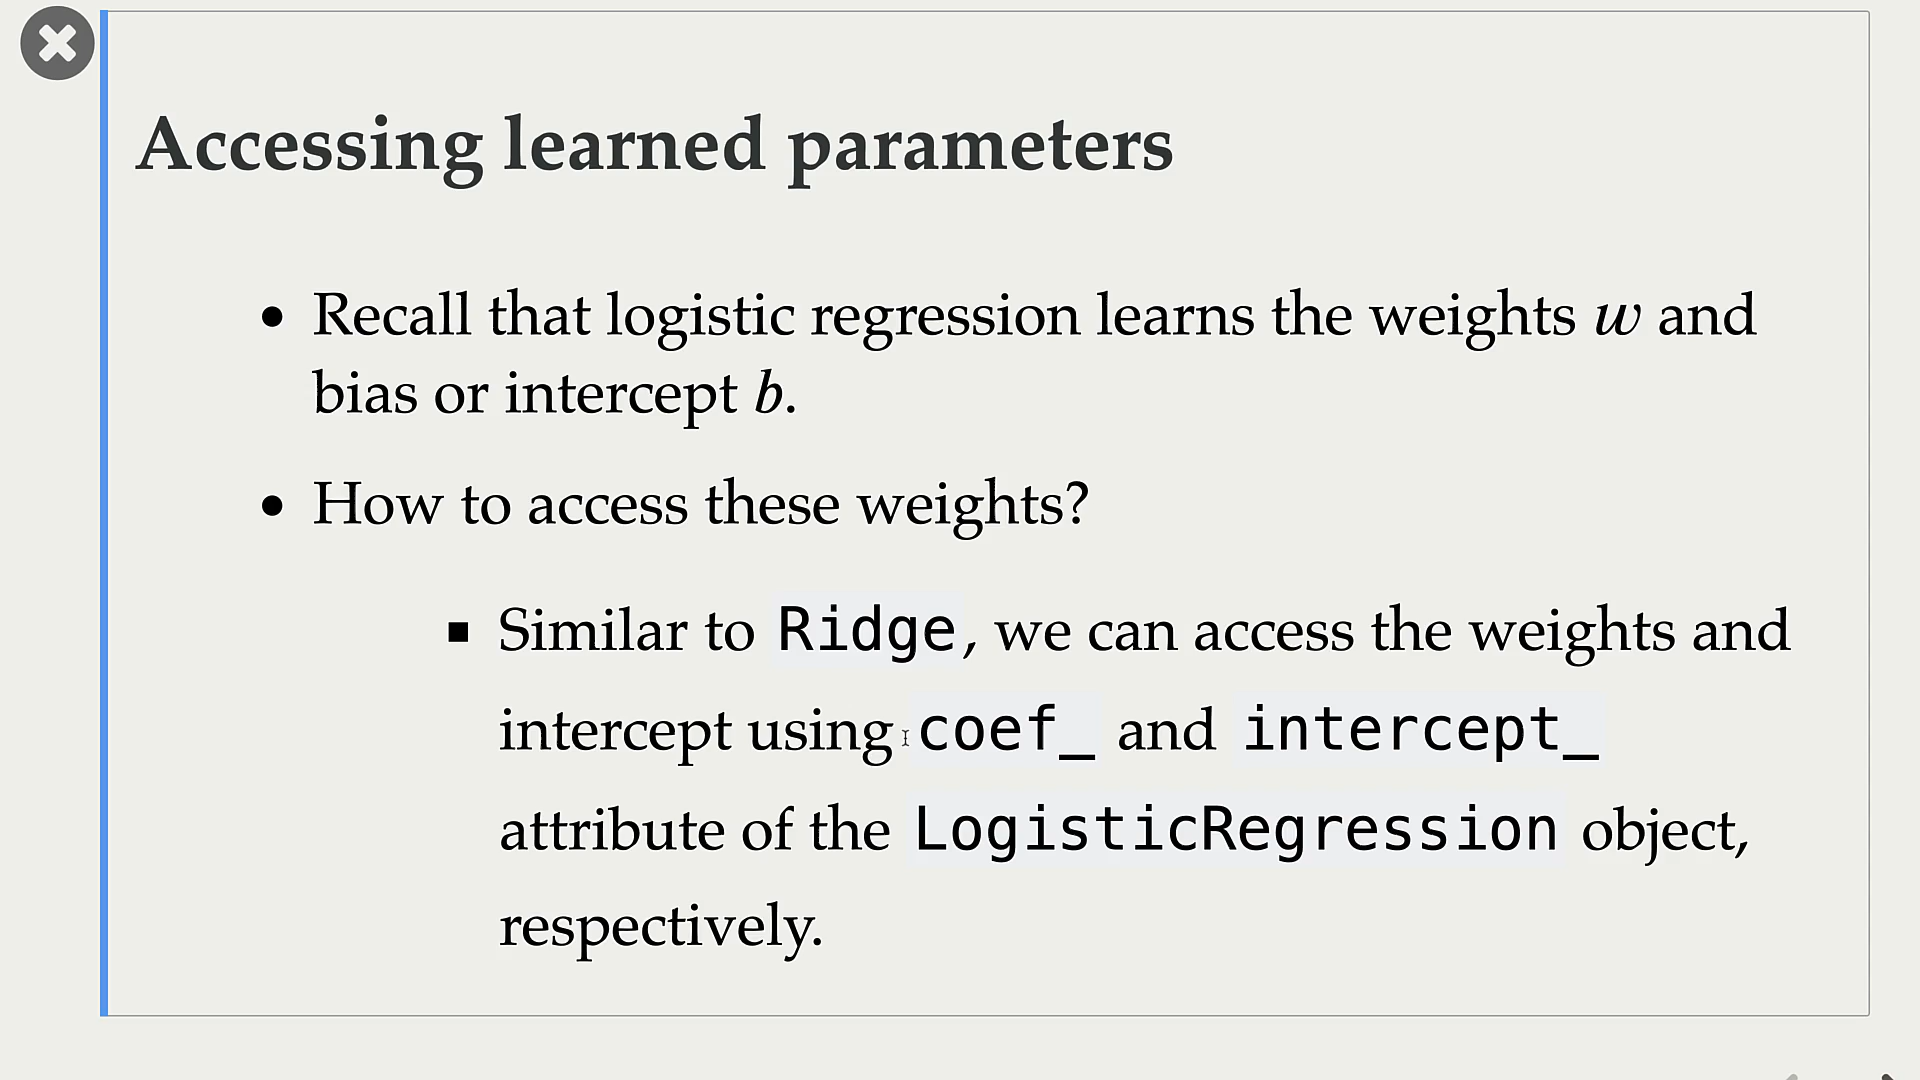 Accessing learned parameters
• Recall that logistic regression learns the weights w and
bias or intercept b.
• How to access these weights?
▪ Similar to Ridge, we can access the weights and
intercept using coef_ and intercept_
attribute of the LogisticRegression object,
respectively.